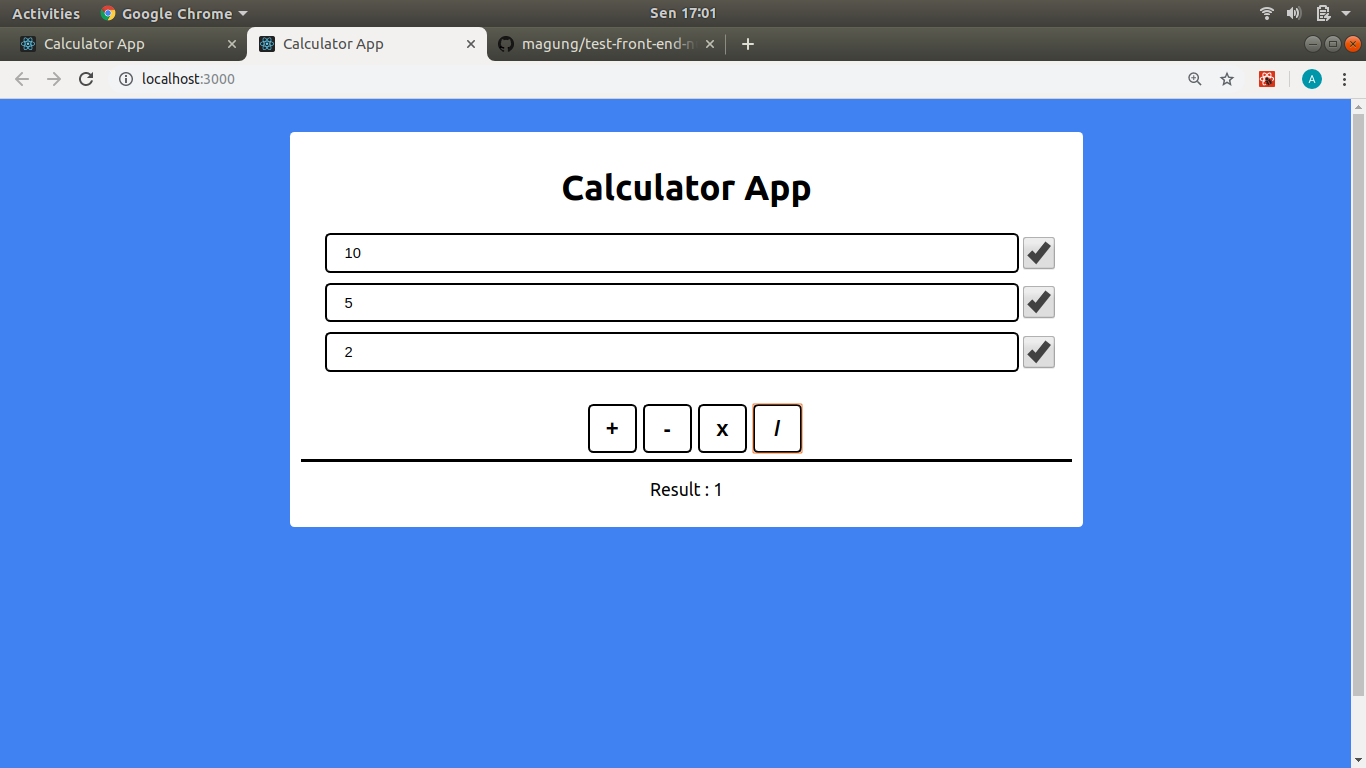 Activities Google Chrome Sen 17:01
Calculator App Calculator App magung/test-front-end-n
localhost:3000 A
Calculator App
10
5
2
+ - x /
Result : 1